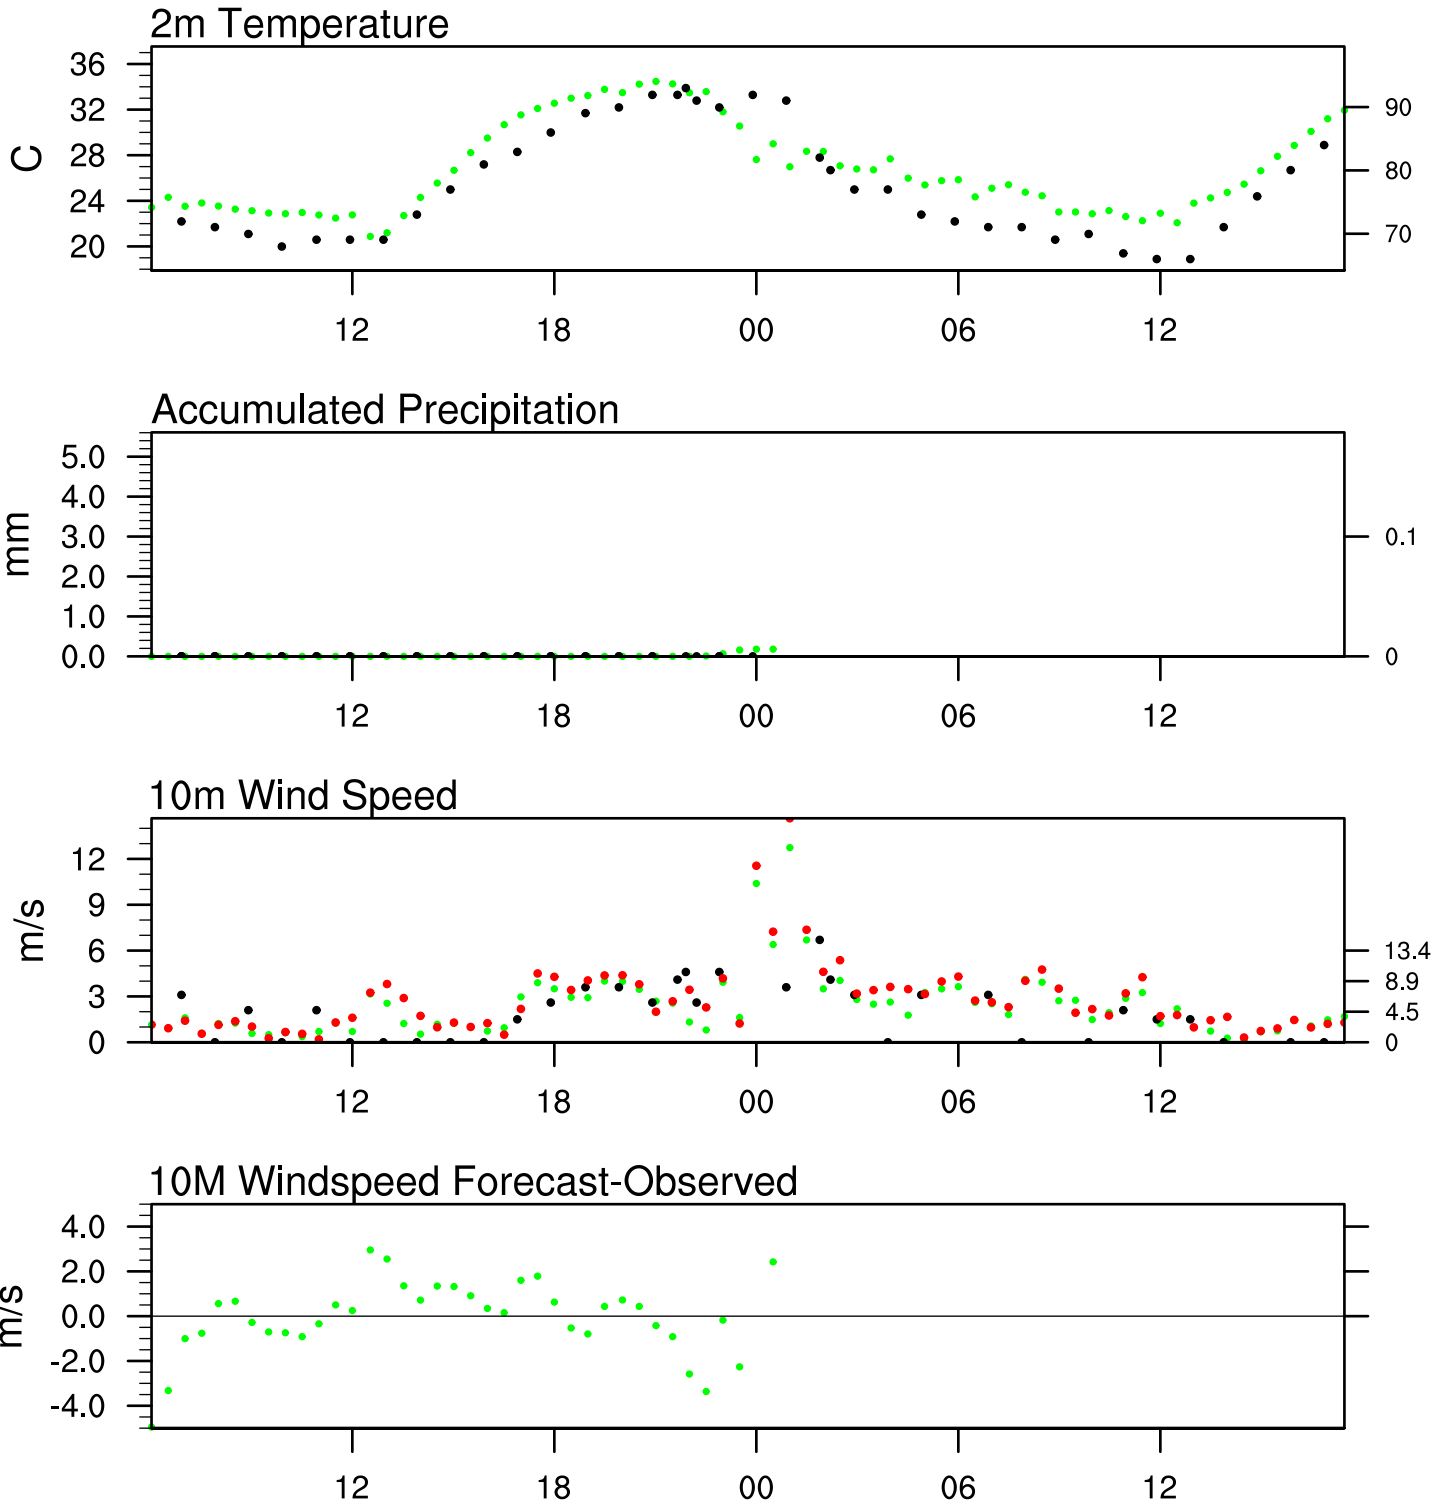 2m Temperature
36
32
28
24
20
C
90
80
70
12 18 00 06 12
Accumulated Precipitation
5.0
4.0
3.0
2.0
1.0
0.0
mm
0.1
0
12 18 00 06 12
10m Wind Speed
12
9
6
3
0
m/s
13.4
8.9
4.5
0
12 18 00 06 12
10M Windspeed Forecast-Observed
4.0
2.0
0.0
-2.0
-4.0
m/s
12 18 00 06 12